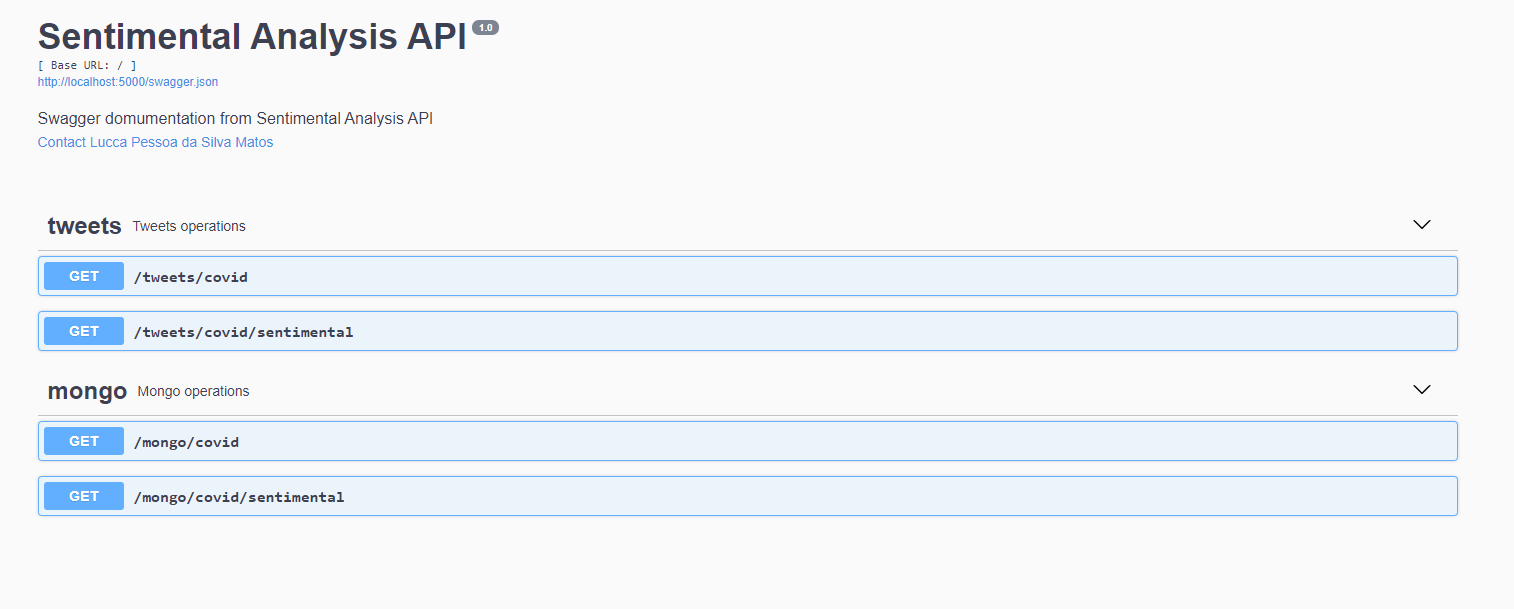 Sentimental Analysis API 1.0
[ Base URL: / ]
http://localhost:5000/swagger.json
Swagger domumentation from Sentimental Analysis API
Contact Lucca Pessoa da Silva Matos
tweets Tweets operations
GET /tweets/covid
GET /tweets/covid/sentimental
mongo Mongo operations
GET /mongo/covid
GET /mongo/covid/sentimental